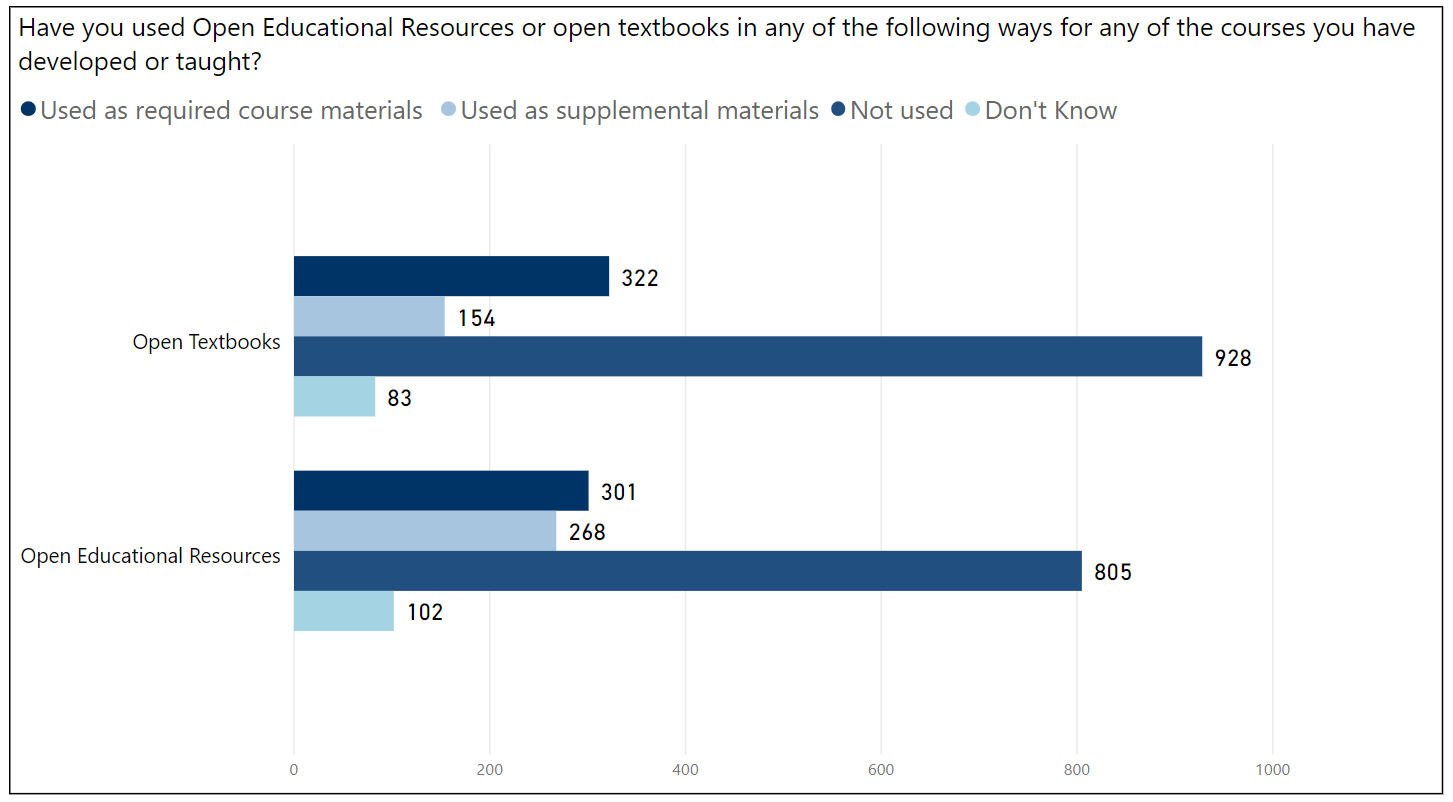 Have you used Open Educational Resources or open textbooks in any of the following ways for any of the courses you have
developed or taught?
Used as required course materials Used as supplemental materials Not used Don't Know
322
154
Open Textbooks
928
83
301
268
Open Educational Resources
805
102
0 200 400 600 800 1000